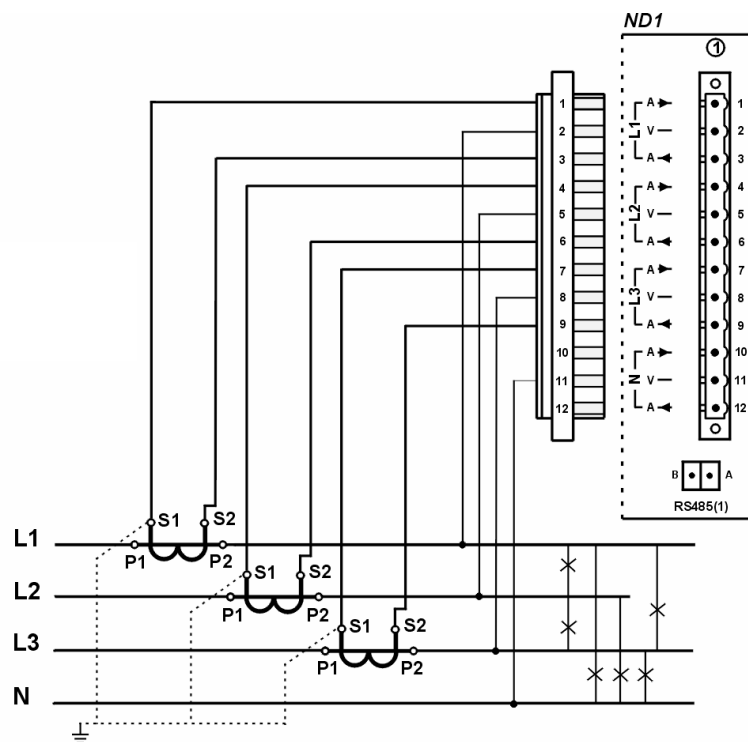 ND1
1
1 A V A L1
2
3
4 A V A L2
5
6
7 A V A L3
8
9
10 A V A N
11
12
1
2
3
4
5
6
7
8
9
10
11
12
B A
RS485(1)
S1 S2
L1 P1 P2
S1 S2
L2 P1 P2
S1 S2
L3 P1 P2
N